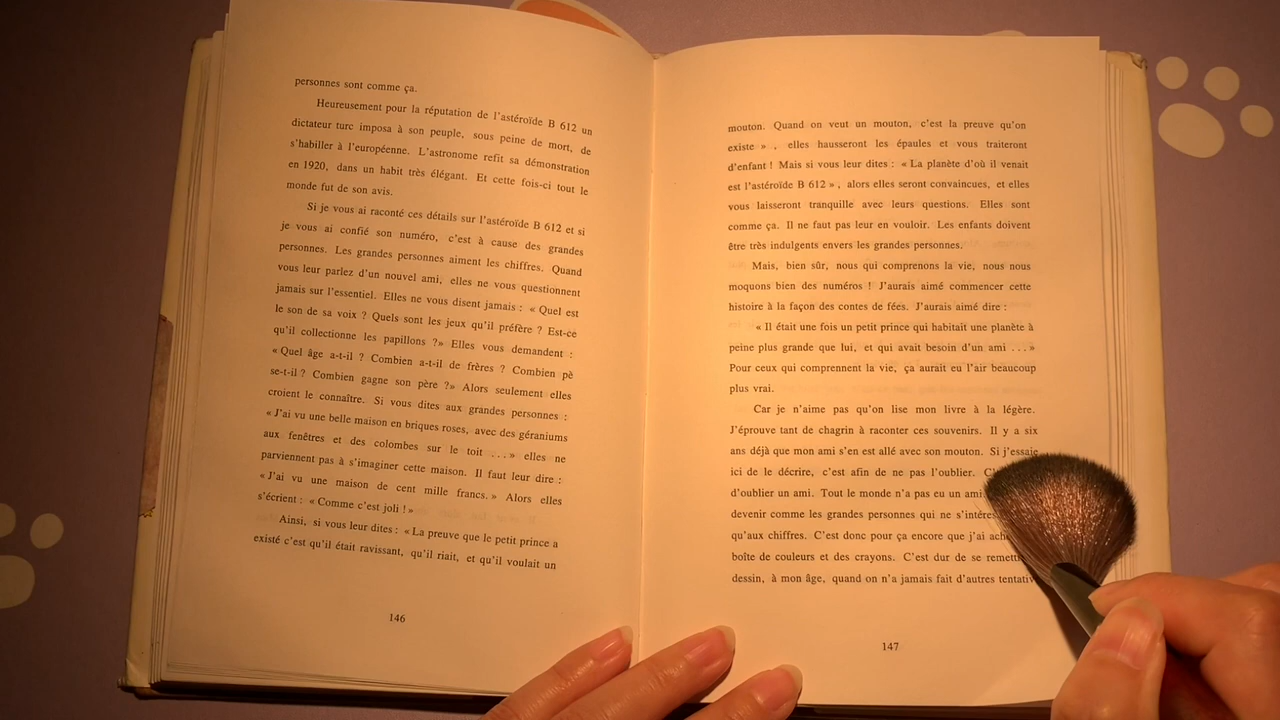 personnes sont comme ça.
Heureusement pour la réputation de l'astéroïde B 612 un
dictateur turc imposa à son peuple, sous peine de mort, de
s'habiller à l'européenne. L'astronome refit sa démonstration
en 1920, dans un habit très élégant. Et cette fois-ci tout le
monde fut de son avis.
Si je vous ai raconté ces détails sur l'astéroïde B 612 et si
je vous ai confié son numéro, c'est à cause des grandes
personnes. Les grandes personnes aiment les chiffres. Quand
vous leur parlez d'un nouvel ami, elles ne vous questionnent
jamais sur l'essentiel. Elles ne vous disent jamais : « Quel est
le son de sa voix ? Quels sont les jeux qu'il préfère ? Est-ce
qu'il collectionne les papillons ?» Elles vous demandent :
« Quel âge a-t-il ? Combien a-t-il de frères ? Combien pè
se-t-il ? Combien gagne son père ?» Alors seulement elles
croient le connaître. Si vous dites aux grandes personnes :
« J'ai vu une belle maison en briques roses, avec des géraniums
aux fenêtres et des colombes sur le toit ...» elles ne
parviennent pas à s'imaginer cette maison. Il faut leur dire :
« J'ai vu une maison de cent mille francs.» Alors elles
s'écrient : « Comme c'est joli ! »
Ainsi, si vous leur dites : « La preuve que le petit prince a
existé c'est qu'il était ravissant, qu'il riait, et qu'il voulait un
146
mouton. Quand on veut un mouton, c'est la preuve qu'on
existe » , elles hausseront les épaules et vous traiteront
d'enfant ! Mais si vous leur dites : « La planète d'où il venait
est l'astéroïde B 612 » , alors elles seront convaincues, et elles
vous laisseront tranquille avec leurs questions. Elles sont
comme ça. Il ne faut pas leur en vouloir. Les enfants doivent
être très indulgents envers les grandes personnes.
Mais, bien sûr, nous qui comprenons la vie, nous nous
moquons bien des numéros ! J'aurais aimé commencer cette
histoire à la façon des contes de fées. J'aurais aimé dire :
« Il était une fois un petit prince qui habitait une planète à
peine plus grande que lui, et qui avait besoin d'un ami ...»
Pour ceux qui comprennent la vie, ça aurait eu l'air beaucoup
plus vrai.
Car je n'aime pas qu'on lise mon livre à la légère.
J'éprouve tant de chagrin à raconter ces souvenirs. Il y a six
ans déjà que mon ami s'en est allé avec son mouton. Si j'essaie
ici de le décrire, c'est afin de ne pas l'oublier.
d'oublier un ami. Tout le monde n'a pas eu un ami.
devenir comme les grandes personnes qui ne
qu'aux chiffres. C'est donc pour ça encore que j'ai
boîte de couleurs et des crayons. C'est dur de se
dessin, à mon âge, quand on n'a jamais fait d'autres
147